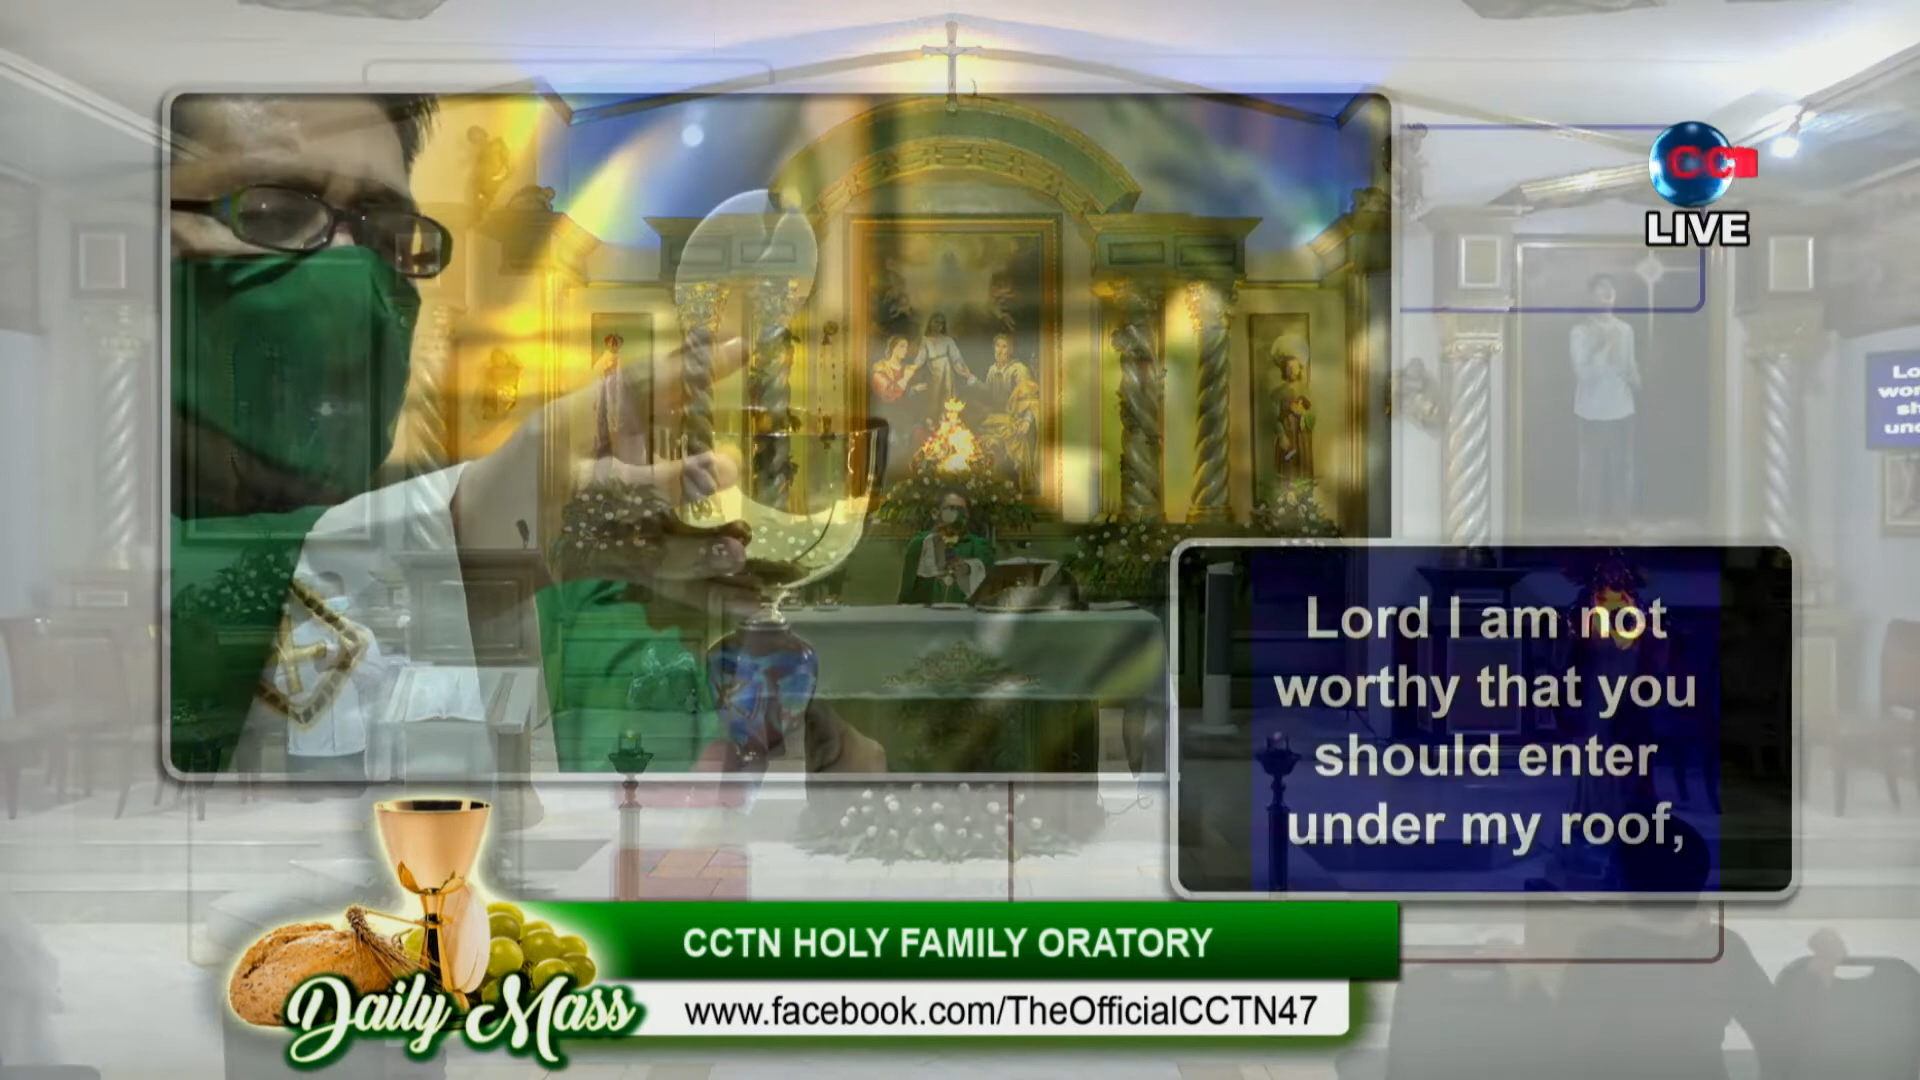 CCT
LIVE
Lord I am not
worthy that you
should enter
under my roof,
CCTN HOLY FAMILY ORATORY
www.facebook.com/TheOfficialCCTN47
Daily Mass